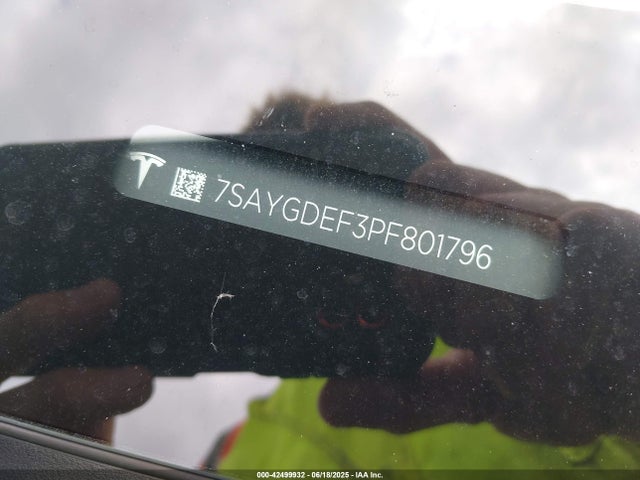 7SAYGDEF3PF801796
000-42499932 - 06/18/2025 - IAA Inc.